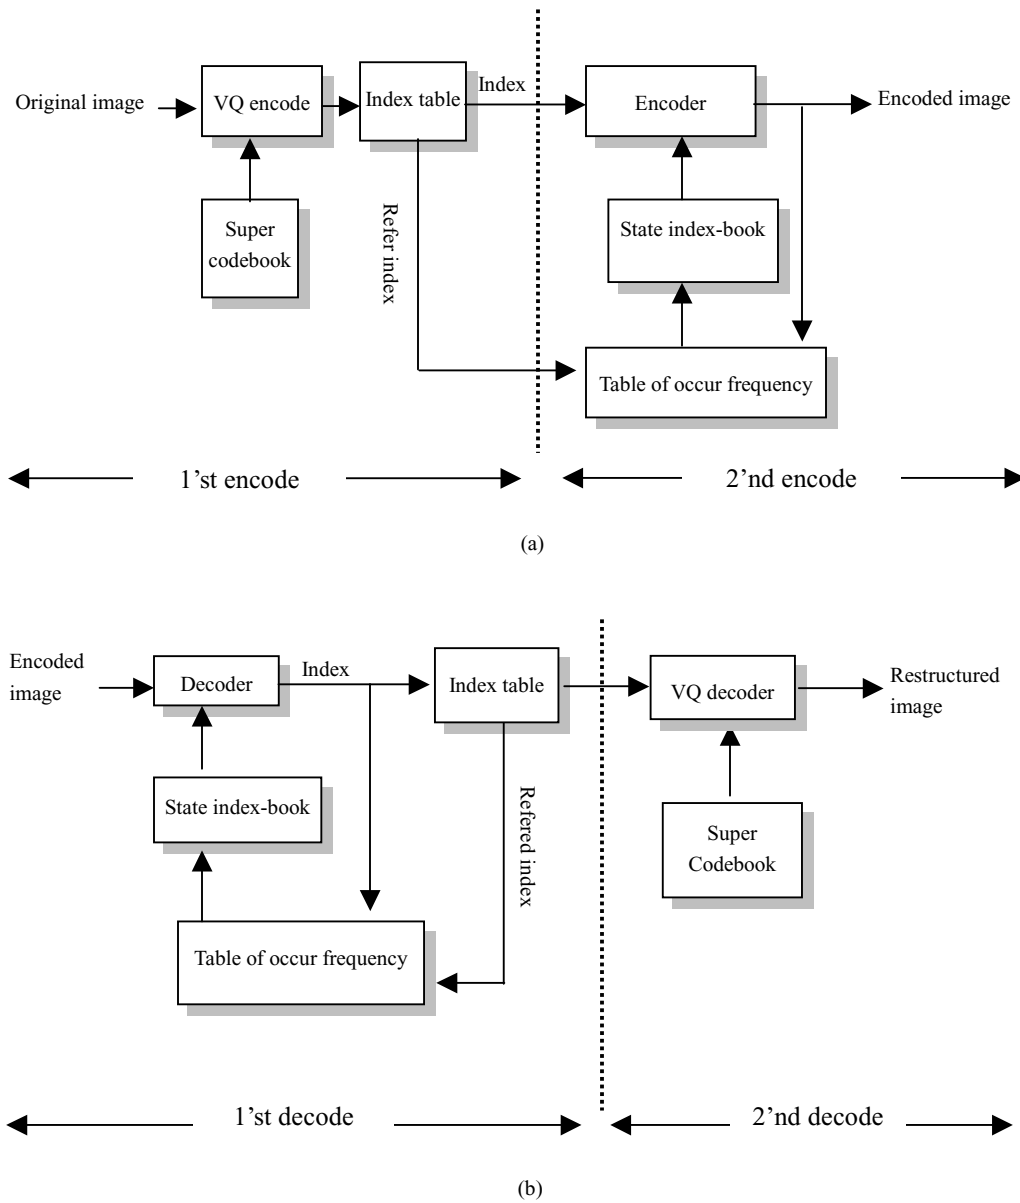 Original image
VQ encode
Index table
Index
Encoder
Encoded image
Super
codebook
Refer index
State index-book
Table of occur frequency
1’st encode
2’nd encode
(a)
Encoded
image
Decoder
Index
Index table
VQ decoder
Restructured
image
State index-book
Refered index
Super
Codebook
Table of occur frequency
1’st decode
2’nd decode
(b)